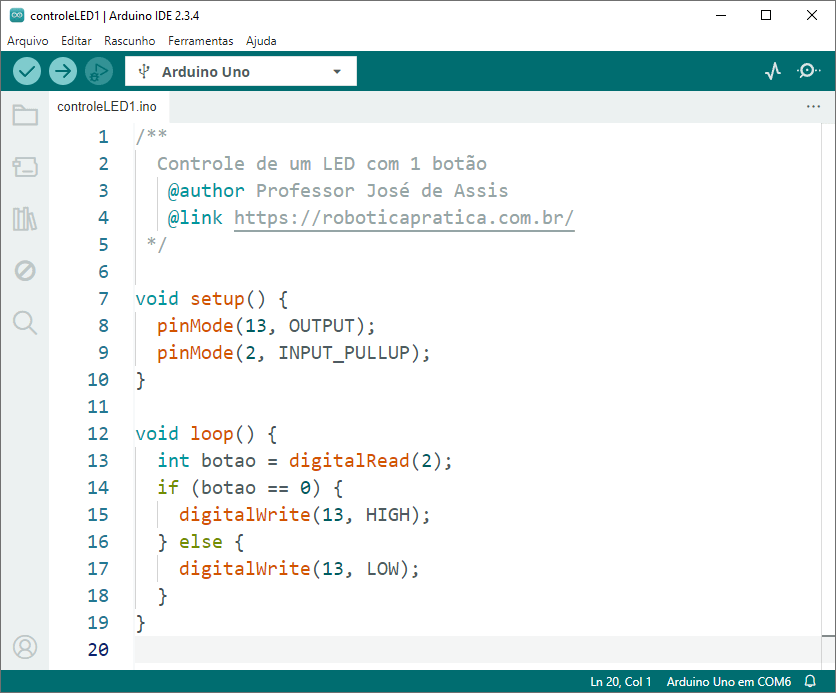 controleLED1 | Arduino IDE 2.3.4
Arquivo Editar Rascunho Ferramentas Ajuda
Arduino Uno
controleLED1.ino
1 /**
2 Controle de um LED com 1 botão
3 @author Professor José de Assis
4 @link https://roboticapratica.com.br/
5 */
6
7 void setup() {
8 pinMode(13, OUTPUT);
9 pinMode(2, INPUT_PULLUP);
10 }
11
12 void loop() {
13 int botao = digitalRead(2);
14 if (botao == 0) {
15 digitalWrite(13, HIGH);
16 } else {
17 digitalWrite(13, LOW);
18 }
19 }
20
Ln 20, Col 1 Arduino Uno em COM6